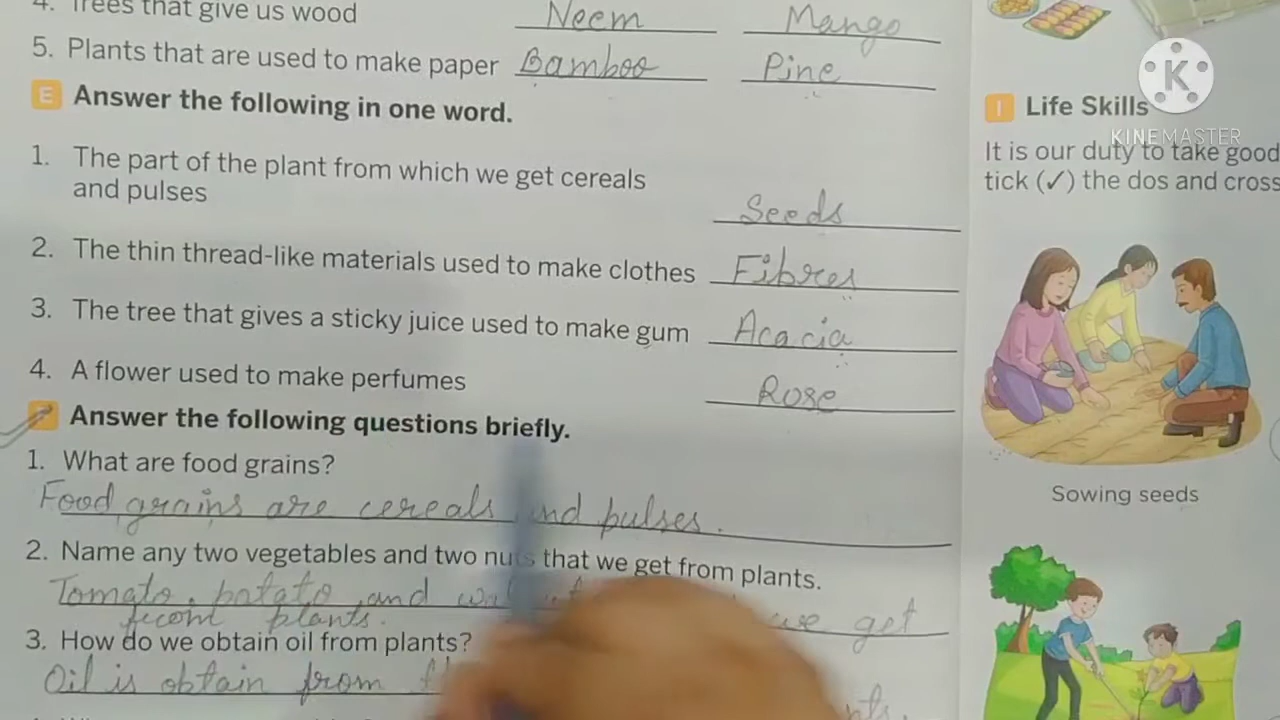 4. Trees that give us wood Neem Mango
5. Plants that are used to make paper Bamboo Pine
E Answer the following in one word.
1. The part of the plant from which we get cereals
and pulses Seeds
2. The thin thread-like materials used to make clothes Fibres
3. The tree that gives a sticky juice used to make gum Acacia
4. A flower used to make perfumes Rose
Answer the following questions briefly.
1. What are food grains?
Food grains are cereals and pulses.
2. Name any two vegetables and two nuts that we get from plants.
Tomato, potato and we get
from plants.
3. How do we obtain oil from plants?
Oil is obtain from
KINEMASTER
I Life Skills
It is our duty to take good
tick (✓) the dos and cross
Sowing seeds